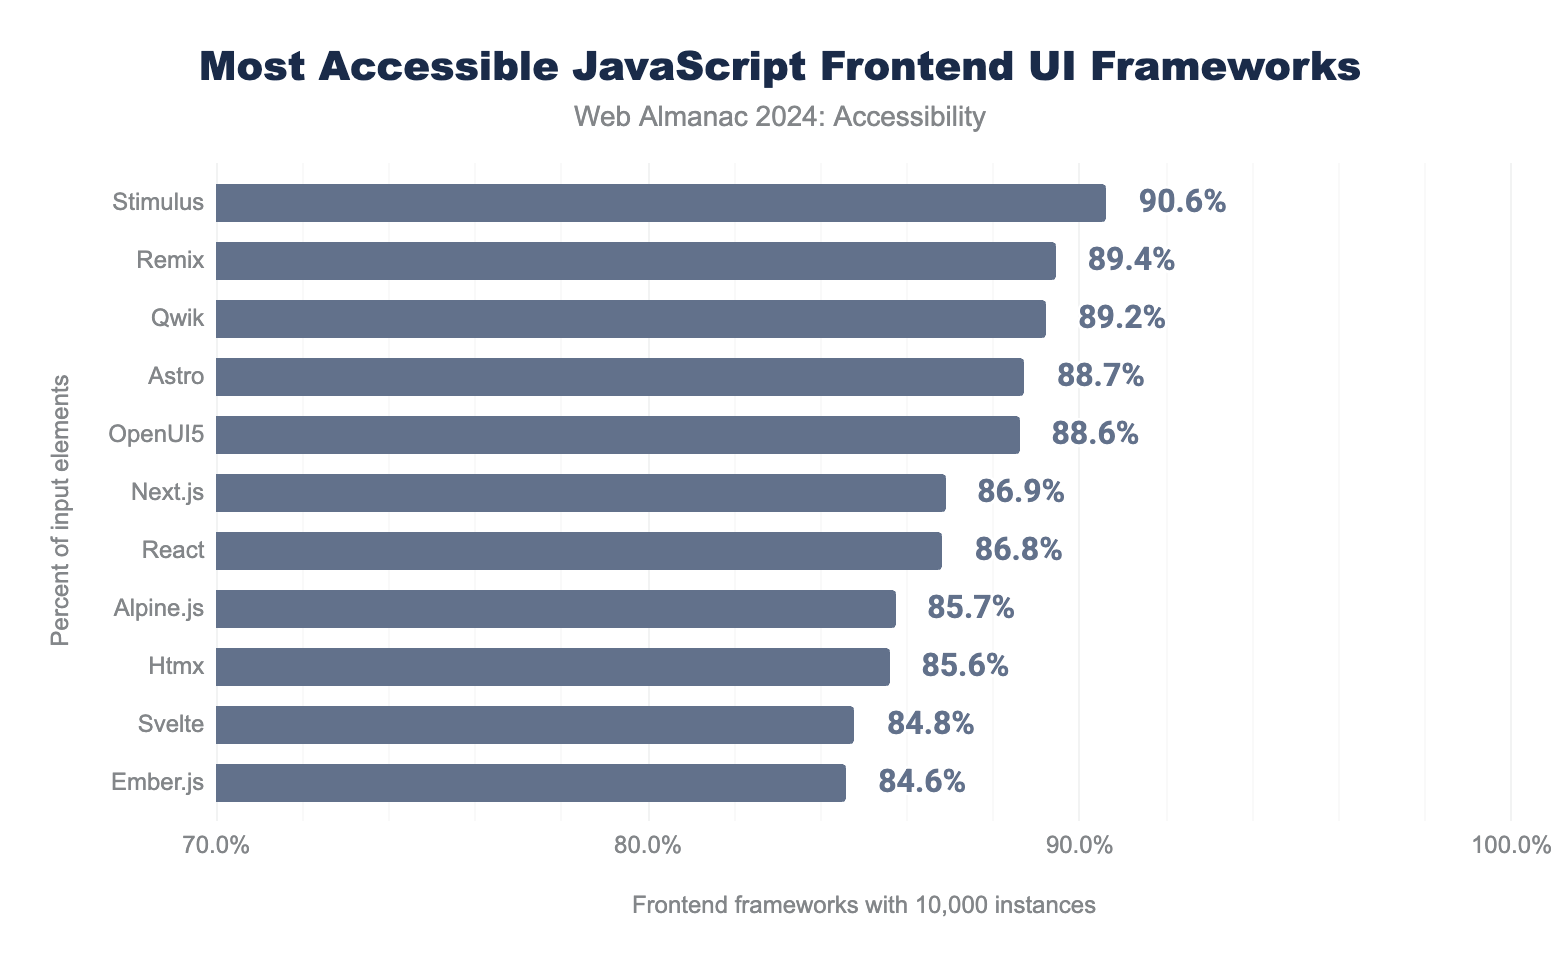 Most Accessible JavaScript Frontend UI Frameworks
Web Almanac 2024: Accessibility
Percent of input elements
Stimulus 90.6%
Remix 89.4%
Qwik 89.2%
Astro 88.7%
OpenUI5 88.6%
Next.js 86.9%
React 86.8%
Alpine.js 85.7%
Htmx 85.6%
Svelte 84.8%
Ember.js 84.6%
70.0% 80.0% 90.0% 100.0%
Frontend frameworks with 10,000 instances